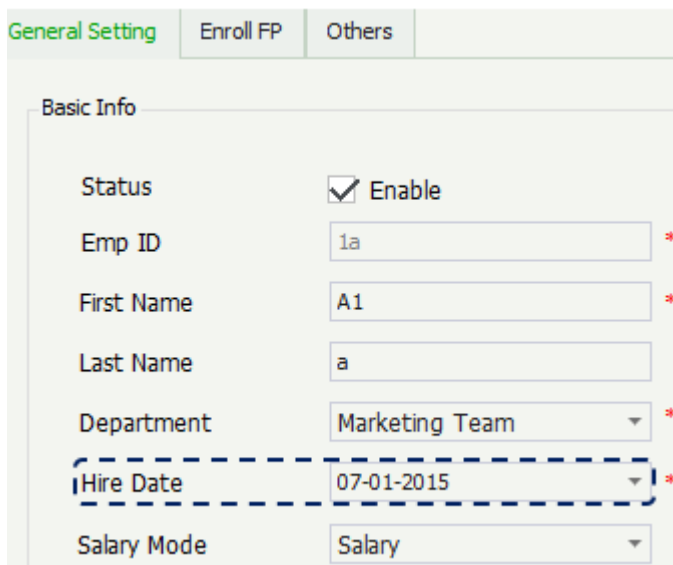 General Setting Enroll FP Others
Basic Info
Status Enable
Emp ID 1a *
First Name A1 *
Last Name a
Department Marketing Team *
Hire Date 07-01-2015 *
Salary Mode Salary